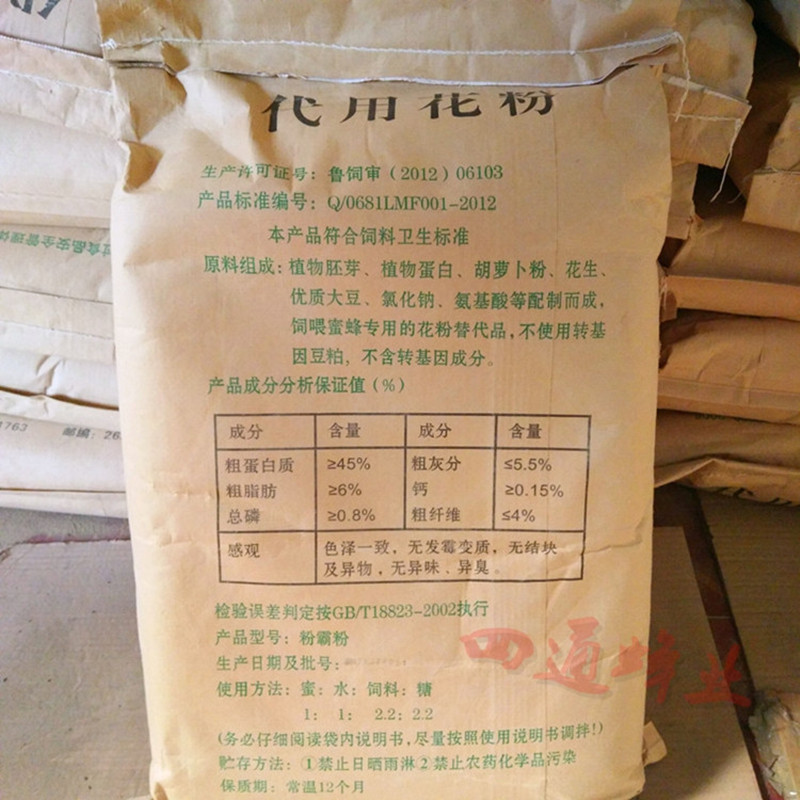 代用花粉
生产许可证号：鲁饲审（2012）06103
产品标准编号：Q/0681LMF001-2012
本产品符合饲料卫生标准
原料组成：植物胚芽、植物蛋白、胡萝卜粉、花生、
优质大豆、氯化钠、氨基酸等配制而成，
饲喂蜜蜂专用的花粉替代品，不使用转基
因豆粕，不含转基因成分。
产品成分分析保证值（%）
成分 含量 成分 含量
粗蛋白质 ≥45% 粗灰分 ≤5.5%
粗脂肪 ≥6% 钙 ≥0.15%
总磷 ≥0.8% 粗纤维 ≤4%
感观 色泽一致，无发霉变质，无结块
及异物，无异味、异臭。
检验误差判定按GB/T18823-2002执行
产品型号：粉霸粉
生产日期及批号：
使用方法：蜜：水：饲料：糖
1： 1： 2.2：2.2
(务必仔细阅读袋内说明书，尽量按照使用说明书调拌！)
贮存方法：①禁止日晒雨淋②禁止农药化学品污染
保质期：常温12个月
四通蜂业
食品安全管理体
1763 邮编：26